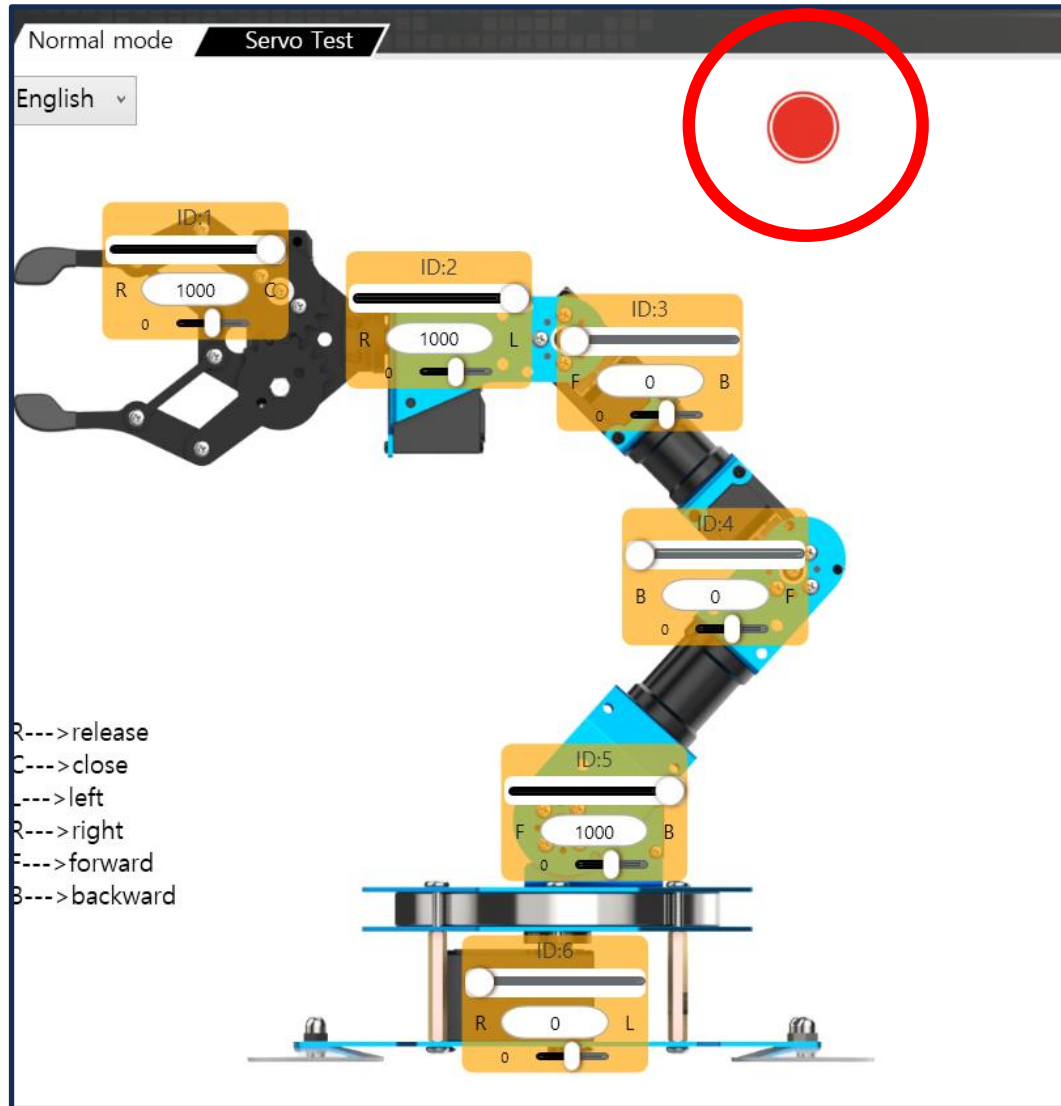 Normal mode
Servo Test
English
ID:1
R 1000 C
0
ID:2
R 1000 L
0
ID:3
F 0 B
0
ID:4
B 0 F
0
R--->release
C--->close
L--->left
R--->right
F--->forward
B--->backward
ID:5
F 1000 B
0
ID:6
R 0 L
0